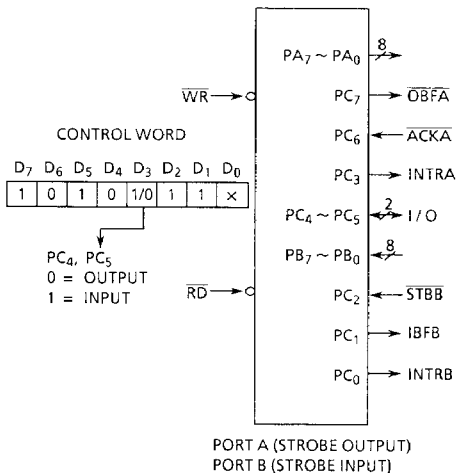 PA7 ~ PA0 8
PC7 OBFA
WR
PC6 ACKA
CONTROL WORD
PC3 INTRA
D7 D6 D5 D4 D3 D2 D1 D0
1 0 1 0 1/0 1 1 ×
PC4 ~ PC5 2 I/O
PB7 ~ PB0 8
PC4, PC5
0 = OUTPUT
1 = INPUT
RD
PC2 STBB
PC1 IBFB
PC0 INTRB
PORT A (STROBE OUTPUT)
PORT B (STROBE INPUT)